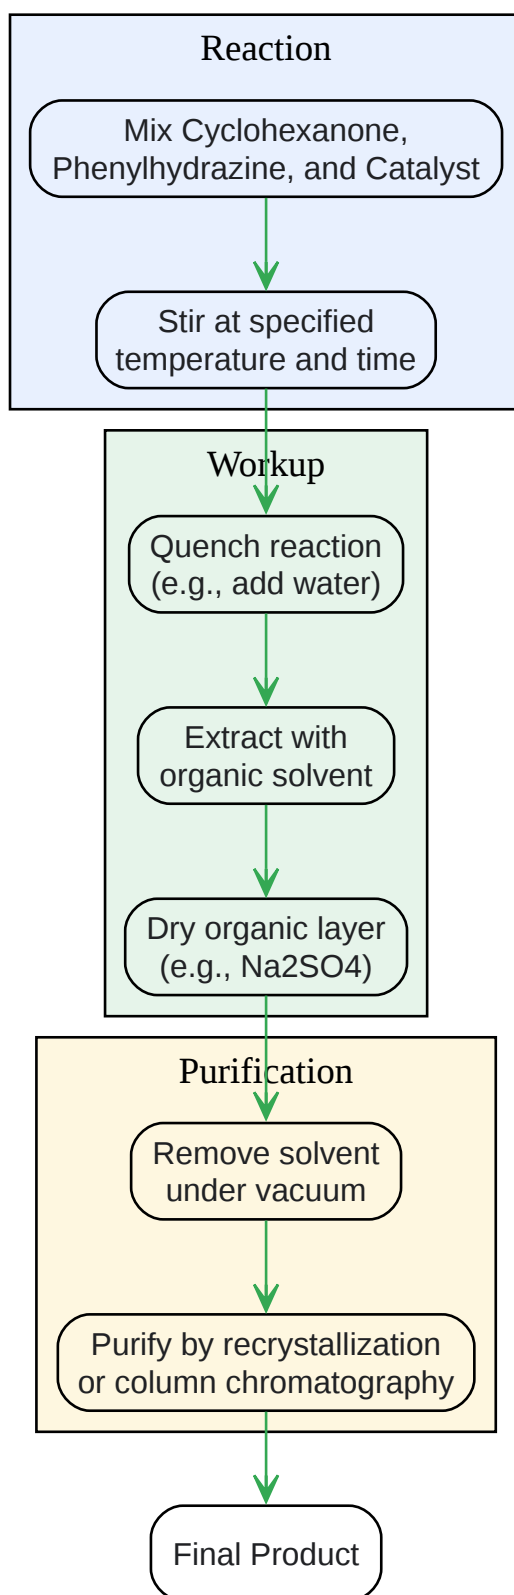 Reaction
Mix Cyclohexanone,
Phenylhydrazine, and Catalyst
Stir at specified
temperature and time
Workup
Quench reaction
(e.g., add water)
Extract with
organic solvent
Dry organic layer
(e.g., Na2SO4)
Purification
Remove solvent
under vacuum
Purify by recrystallization
or column chromatography
Final Product